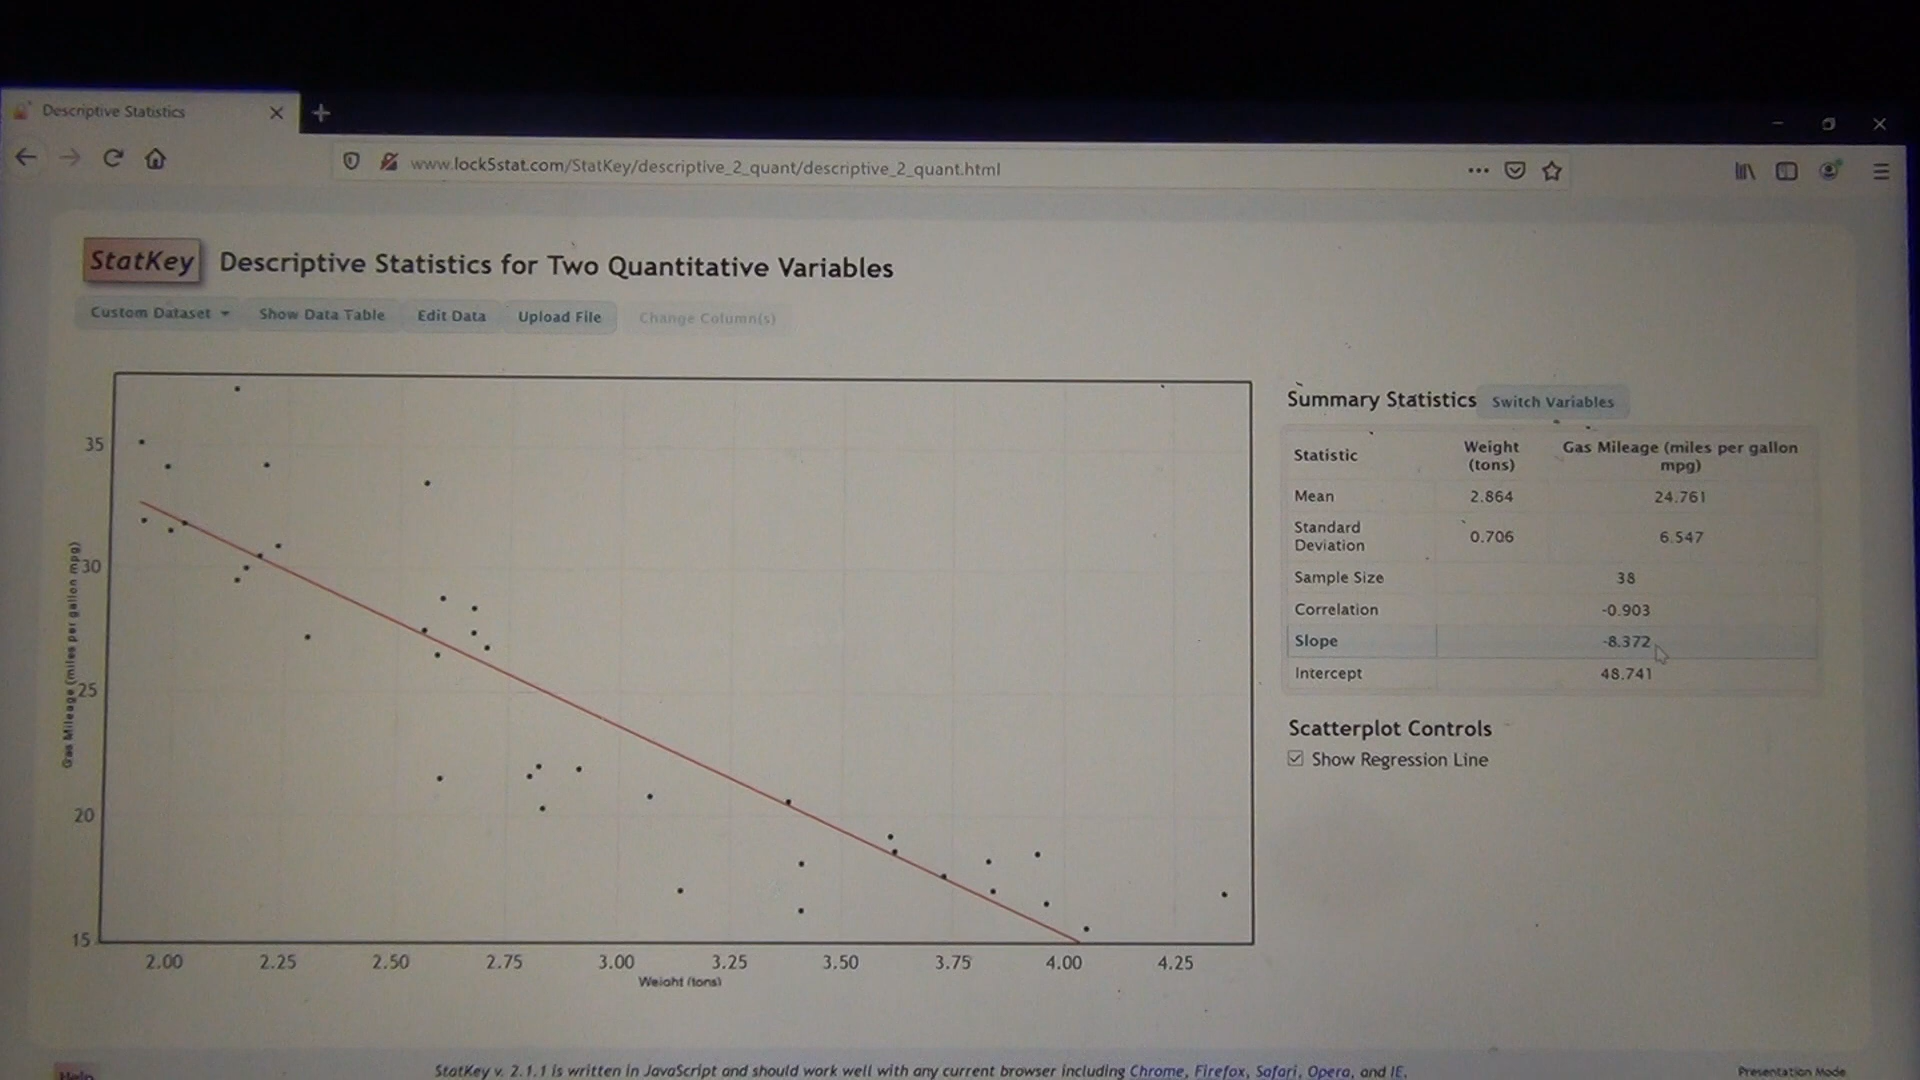 Descriptive Statistics
www.lock5stat.com/StatKey/descriptive_2_quant/descriptive_2_quant.html
StatKey Descriptive Statistics for Two Quantitative Variables
Custom Dataset Show Data Table Edit Data Upload File Change Column(s)
35
30
25
20
15
Gas Mileage (miles per gallon mpg)
2.00 2.25 2.50 2.75 3.00 3.25 3.50 3.75 4.00 4.25
Weight (tons)
Summary Statistics Switch Variables
Statistic Weight (tons) Gas Mileage (miles per gallon mpg)
Mean 2.864 24.761
Standard Deviation 0.706 6.547
Sample Size 38
Correlation -0.903
Slope -8.372
Intercept 48.741
Scatterplot Controls
Show Regression Line
Help
StatKey v. 2.1.1 is written in JavaScript and should work well with any current browser including Chrome, Firefox, Safari, Opera, and IE.
Presentation Mode